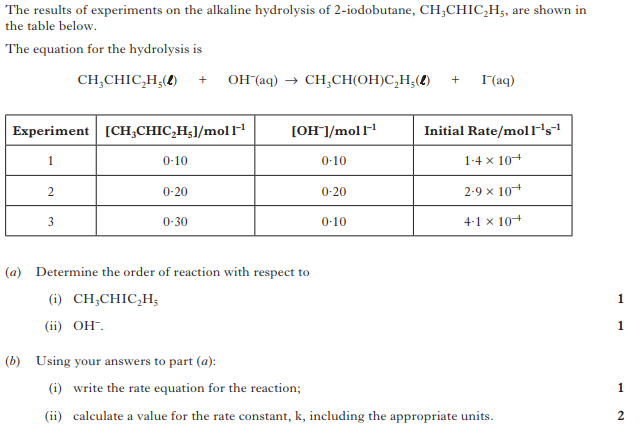 The results of experiments on the alkaline hydrolysis of 2-iodobutane, CH₃CHIC₂H₅, are shown in
the table below.
The equation for the hydrolysis is
CH₃CHIC₂H₅(ℓ) + OH⁻(aq) → CH₃CH(OH)C₂H₅(ℓ) + I⁻(aq)
Experiment [CH₃CHIC₂H₅]/mol l⁻¹ [OH⁻]/mol l⁻¹ Initial Rate/mol l⁻¹s⁻¹
1 0·10 0·10 1·4 × 10⁻⁴
2 0·20 0·20 2·9 × 10⁻⁴
3 0·30 0·10 4·1 × 10⁻⁴
(a) Determine the order of reaction with respect to
(i) CH₃CHIC₂H₅ 1
(ii) OH⁻. 1
(b) Using your answers to part (a):
(i) write the rate equation for the reaction; 1
(ii) calculate a value for the rate constant, k, including the appropriate units. 2